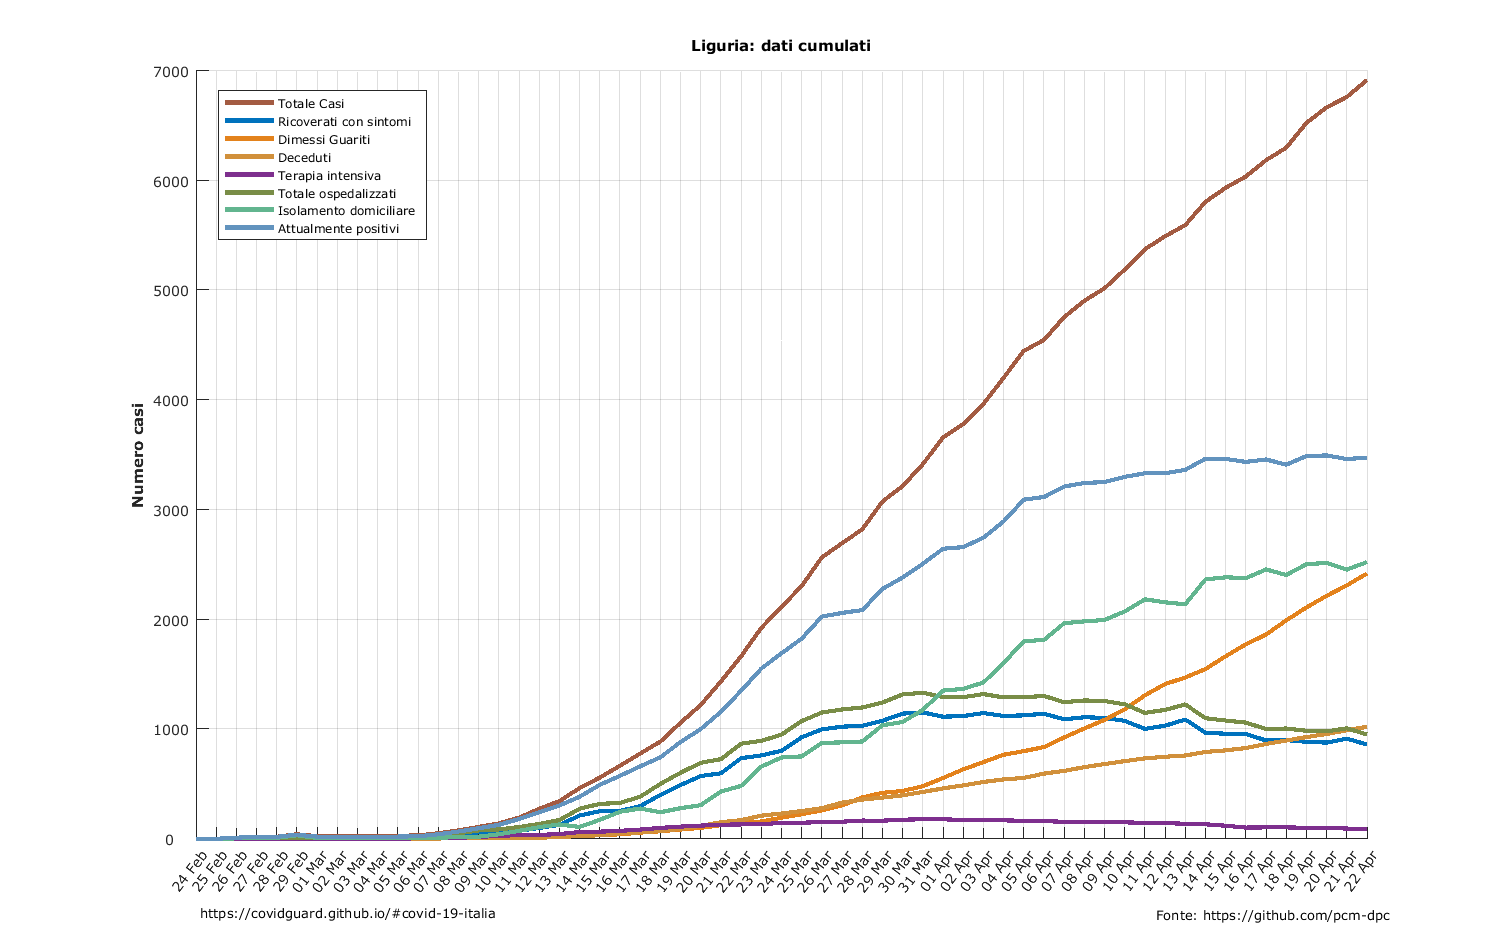 Liguria: dati cumulati
Numero casi
7000
6000
5000
4000
3000
2000
1000
0
Totale Casi
Ricoverati con sintomi
Dimessi Guariti
Deceduti
Terapia intensiva
Totale ospedalizzati
Isolamento domiciliare
Attualmente positivi
24 Feb
25 Feb
26 Feb
27 Feb
28 Feb
29 Feb
01 Mar
02 Mar
03 Mar
04 Mar
05 Mar
06 Mar
07 Mar
08 Mar
09 Mar
10 Mar
11 Mar
12 Mar
13 Mar
14 Mar
15 Mar
16 Mar
17 Mar
18 Mar
19 Mar
20 Mar
21 Mar
22 Mar
23 Mar
24 Mar
25 Mar
26 Mar
27 Mar
28 Mar
29 Mar
30 Mar
31 Mar
01 Apr
02 Apr
03 Apr
04 Apr
05 Apr
06 Apr
07 Apr
08 Apr
09 Apr
10 Apr
11 Apr
12 Apr
13 Apr
14 Apr
15 Apr
16 Apr
17 Apr
18 Apr
19 Apr
20 Apr
21 Apr
22 Apr
https://covidguard.github.io/#covid-19-italia
Fonte: https://github.com/pcm-dpc